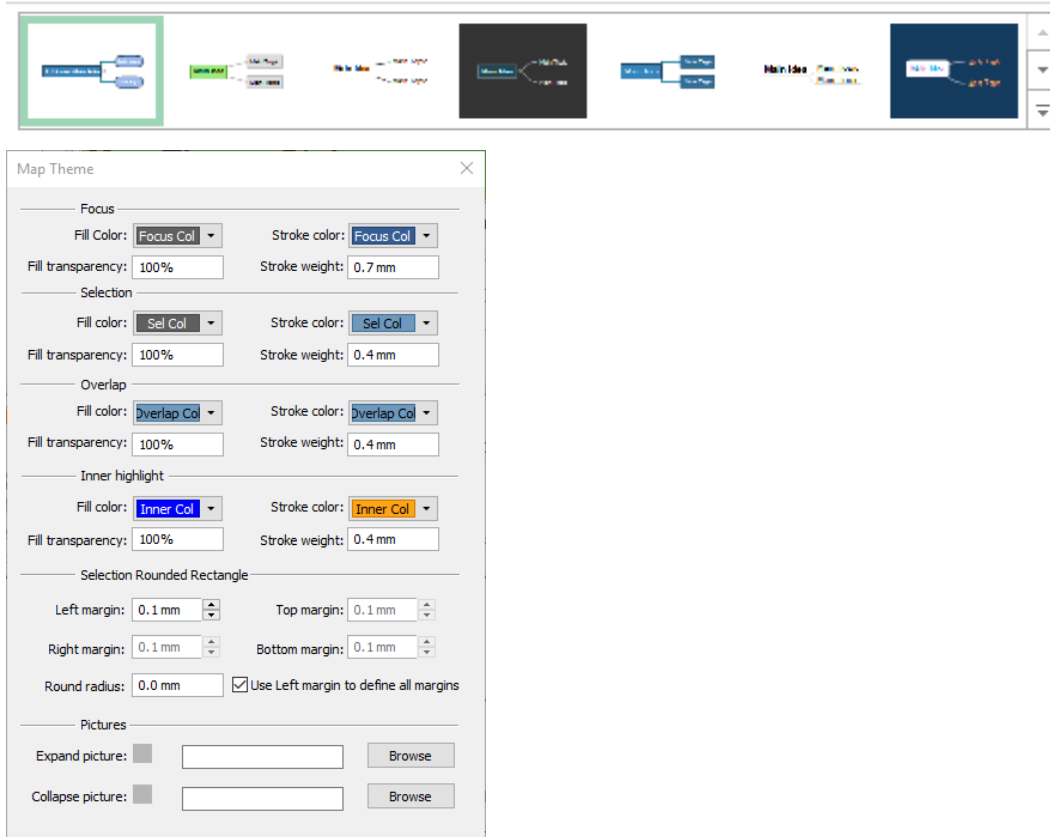 Main Idea
Map Theme
Focus
Fill Color: Focus Col Stroke color: Focus Col
Fill transparency: 100% Stroke weight: 0.7 mm
Selection
Fill color: Sel Col Stroke color: Sel Col
Fill transparency: 100% Stroke weight: 0.4 mm
Overlap
Fill color: Overlap Col Stroke color: Overlap Col
Fill transparency: 100% Stroke weight: 0.4 mm
Inner highlight
Fill color: Inner Col Stroke color: Inner Col
Fill transparency: 100% Stroke weight: 0.4 mm
Selection Rounded Rectangle
Left margin: 0.1 mm Top margin: 0.1 mm
Right margin: 0.1 mm Bottom margin: 0.1 mm
Round radius: 0.0 mm Use Left margin to define all margins
Pictures
Expand picture: Browse
Collapse picture: Browse